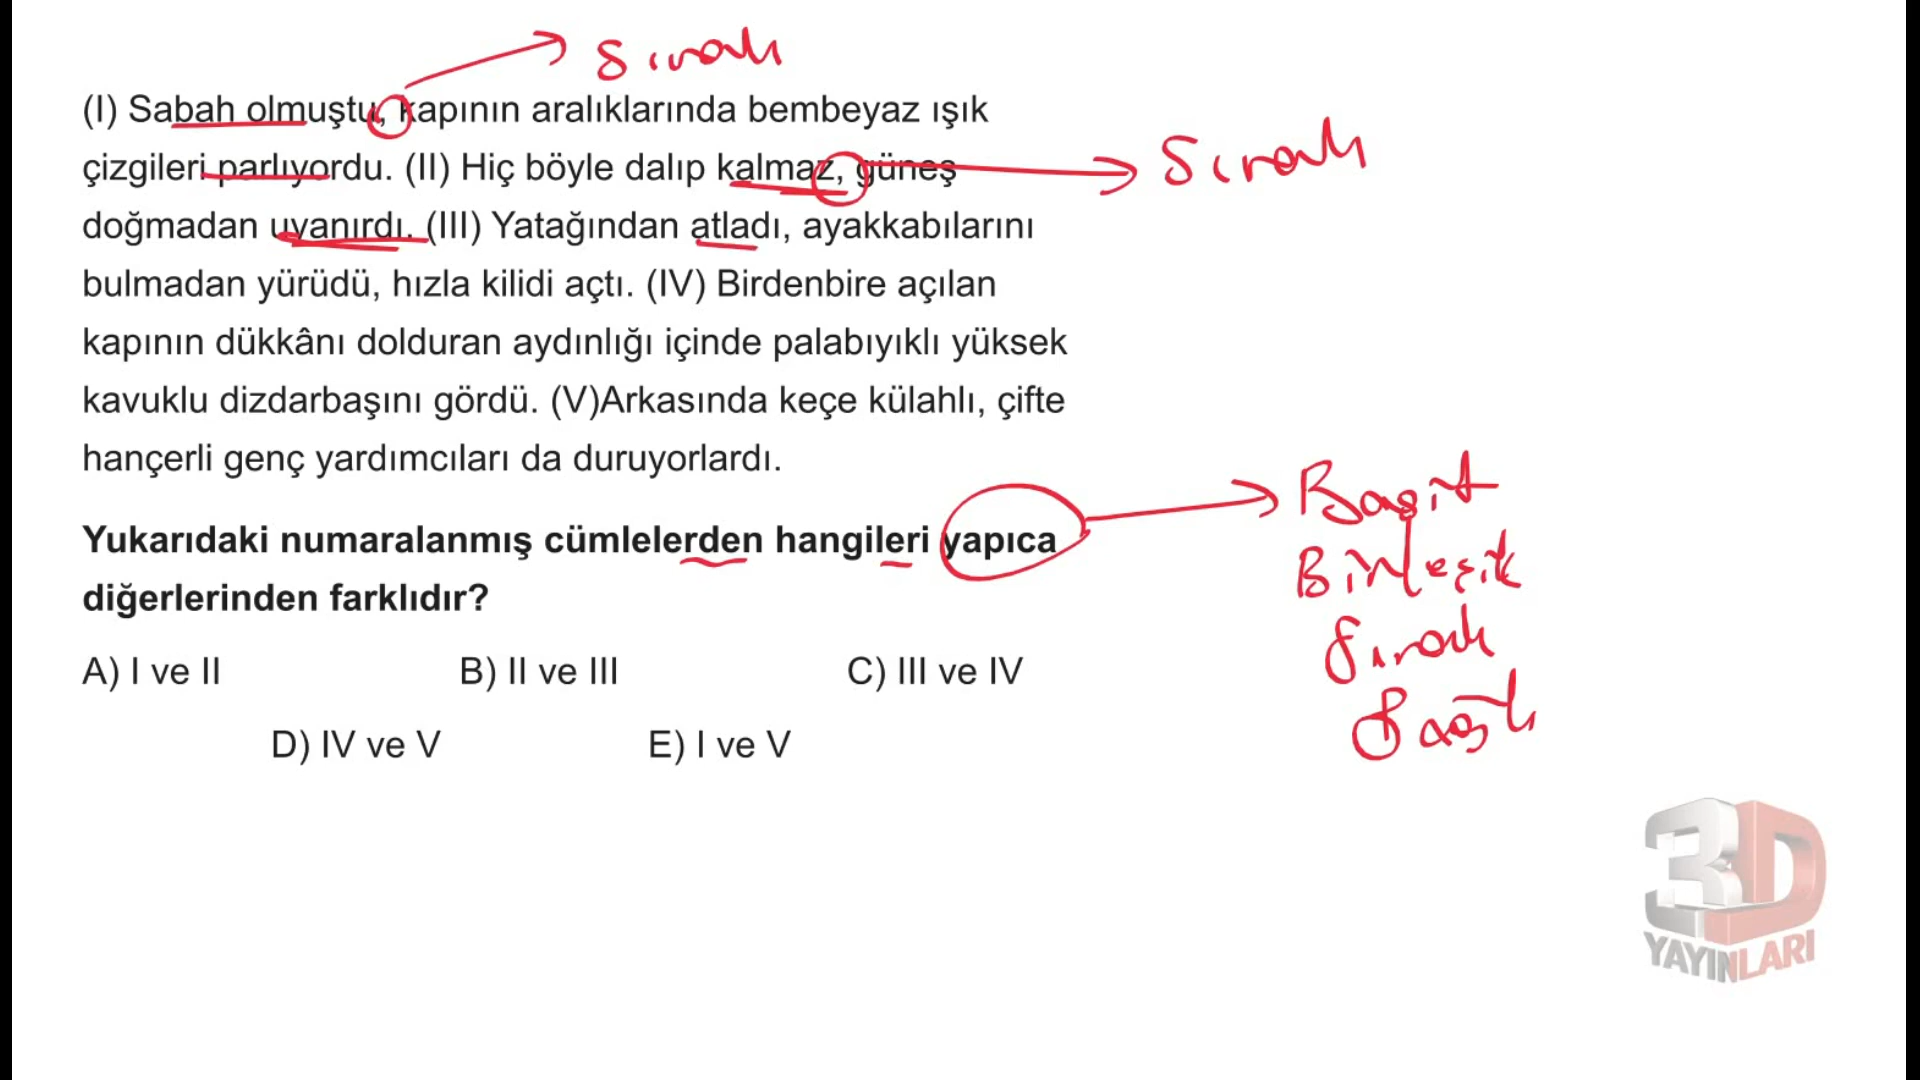 sıralı
(I) Sabah olmuştu, kapının aralıklarında bembeyaz ışık
çizgileri parlıyordu. (II) Hiç böyle dalıp kalmaz, güneş
Sıralı
doğmadan uyanırdı. (III) Yatağından atladı, ayakkabılarını
bulmadan yürüdü, hızla kilidi açtı. (IV) Birdenbire açılan
kapının dükkânı dolduran aydınlığı içinde palabıyıklı yüksek
kavuklu dizdarbaşını gördü. (V)Arkasında keçe külahlı, çifte
hançerli genç yardımcıları da duruyorlardı.
Yukarıdaki numaralanmış cümlelerden hangileri yapıca
diğerlerinden farklıdır?
Basit
Birleşik
Sıralı
Bağlı
A) I ve II B) II ve III C) III ve IV
D) IV ve V E) I ve V
3D
YAYINLARI